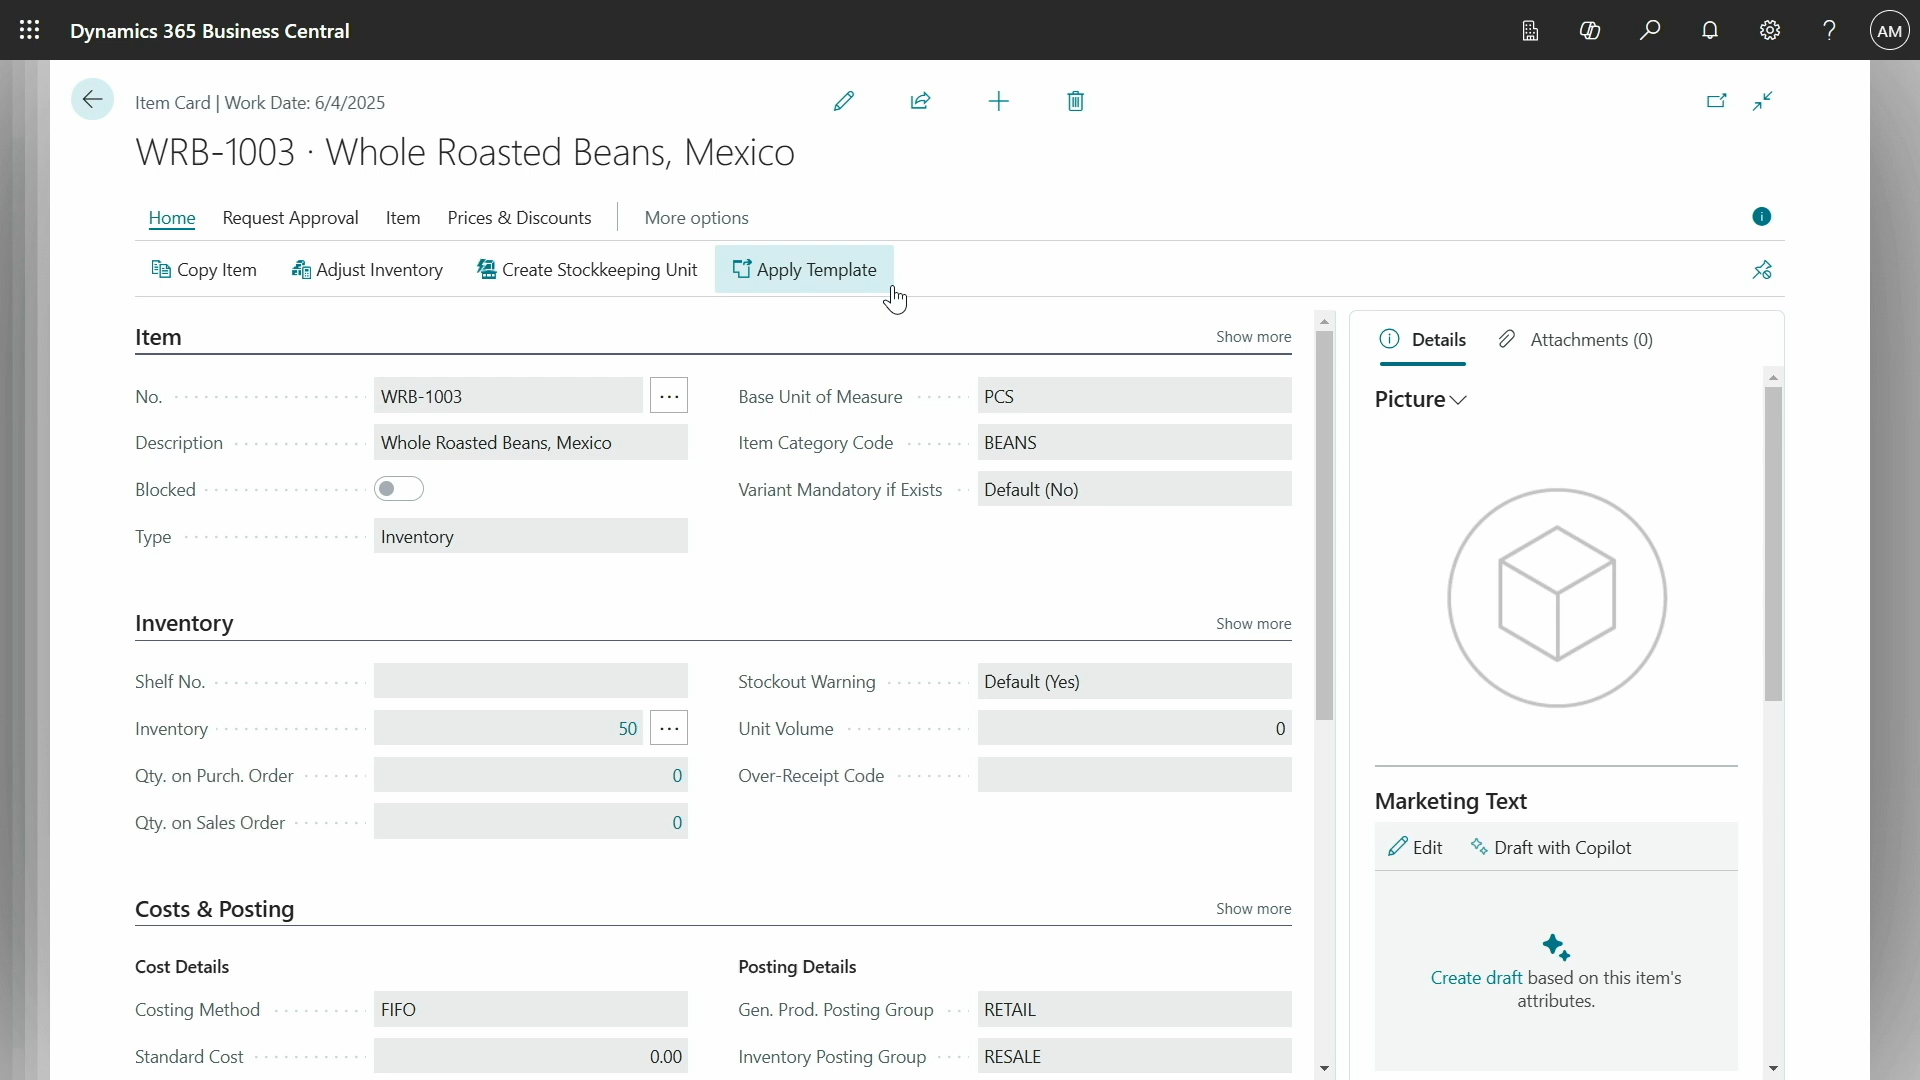 Dynamics 365 Business Central
AM
Item Card | Work Date: 6/4/2025
WRB-1003 · Whole Roasted Beans, Mexico
Home Request Approval Item Prices & Discounts More options
Copy Item Adjust Inventory Create Stockkeeping Unit Apply Template
Item Show more
No. WRB-1003 ...
Description Whole Roasted Beans, Mexico
Blocked
Type Inventory
Base Unit of Measure PCS
Item Category Code BEANS
Variant Mandatory if Exists Default (No)
Inventory Show more
Shelf No.
Inventory 50 ...
Qty. on Purch. Order 0
Qty. on Sales Order 0
Stockout Warning Default (Yes)
Unit Volume 0
Over-Receipt Code
Costs & Posting Show more
Cost Details
Costing Method FIFO
Standard Cost 0.00
Posting Details
Gen. Prod. Posting Group RETAIL
Inventory Posting Group RESALE
Details Attachments (0)
Picture
Marketing Text
Edit Draft with Copilot
Create draft based on this item's
attributes.